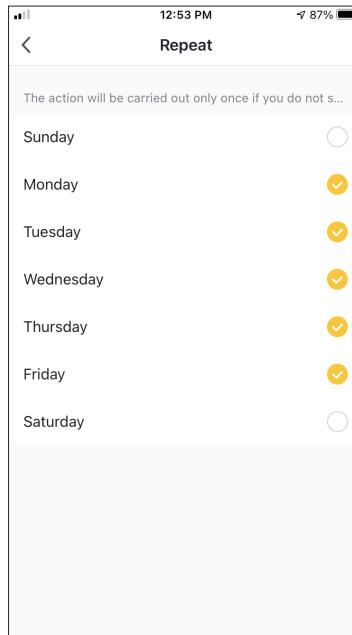 12:53 PM 87%
Repeat
The action will be carried out only once if you do not s...
Sunday
Monday
Tuesday
Wednesday
Thursday
Friday
Saturday